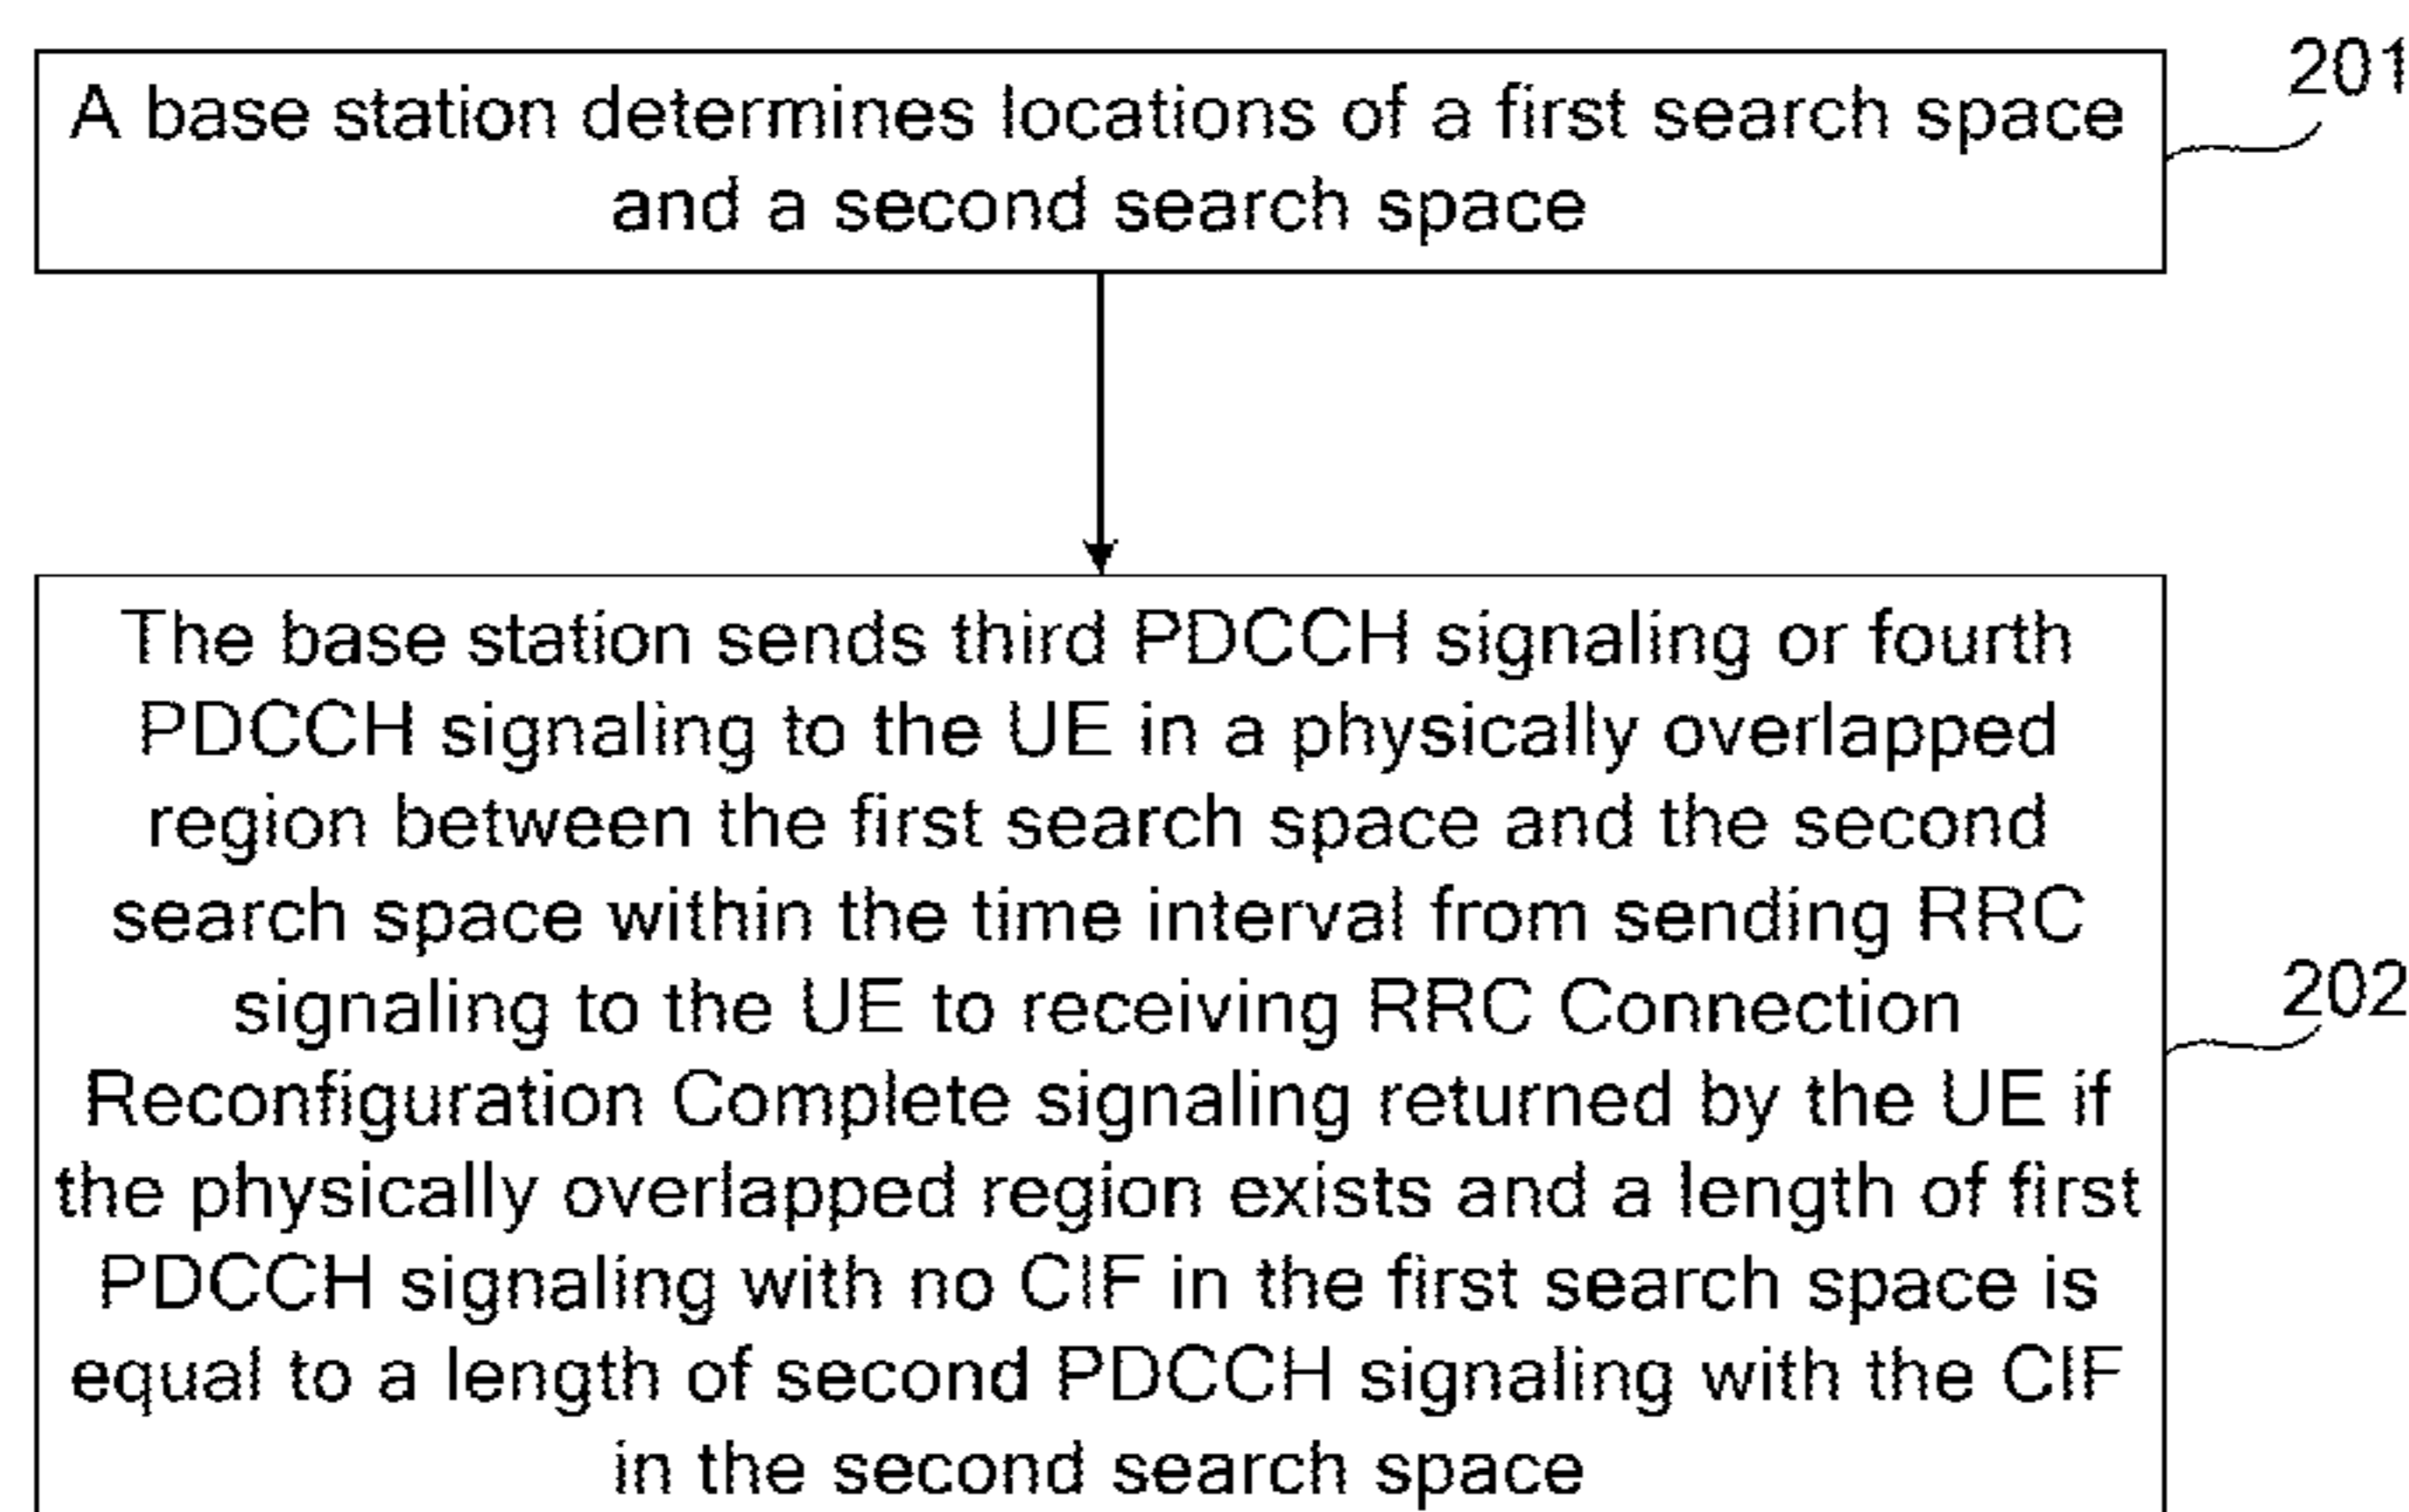 A base station determines locations of a first search space
and a second search space
201
The base station sends third PDCCH signaling or fourth
PDCCH signaling to the UE in a physically overlapped
region between the first search space and the second
search space within the time interval from sending RRC
signaling to the UE to receiving RRC Connection
Reconfiguration Complete signaling returned by the UE if
the physically overlapped region exists and a length of first
PDCCH signaling with no CIF in the first search space is
equal to a length of second PDCCH signaling with the CIF
in the second search space
202